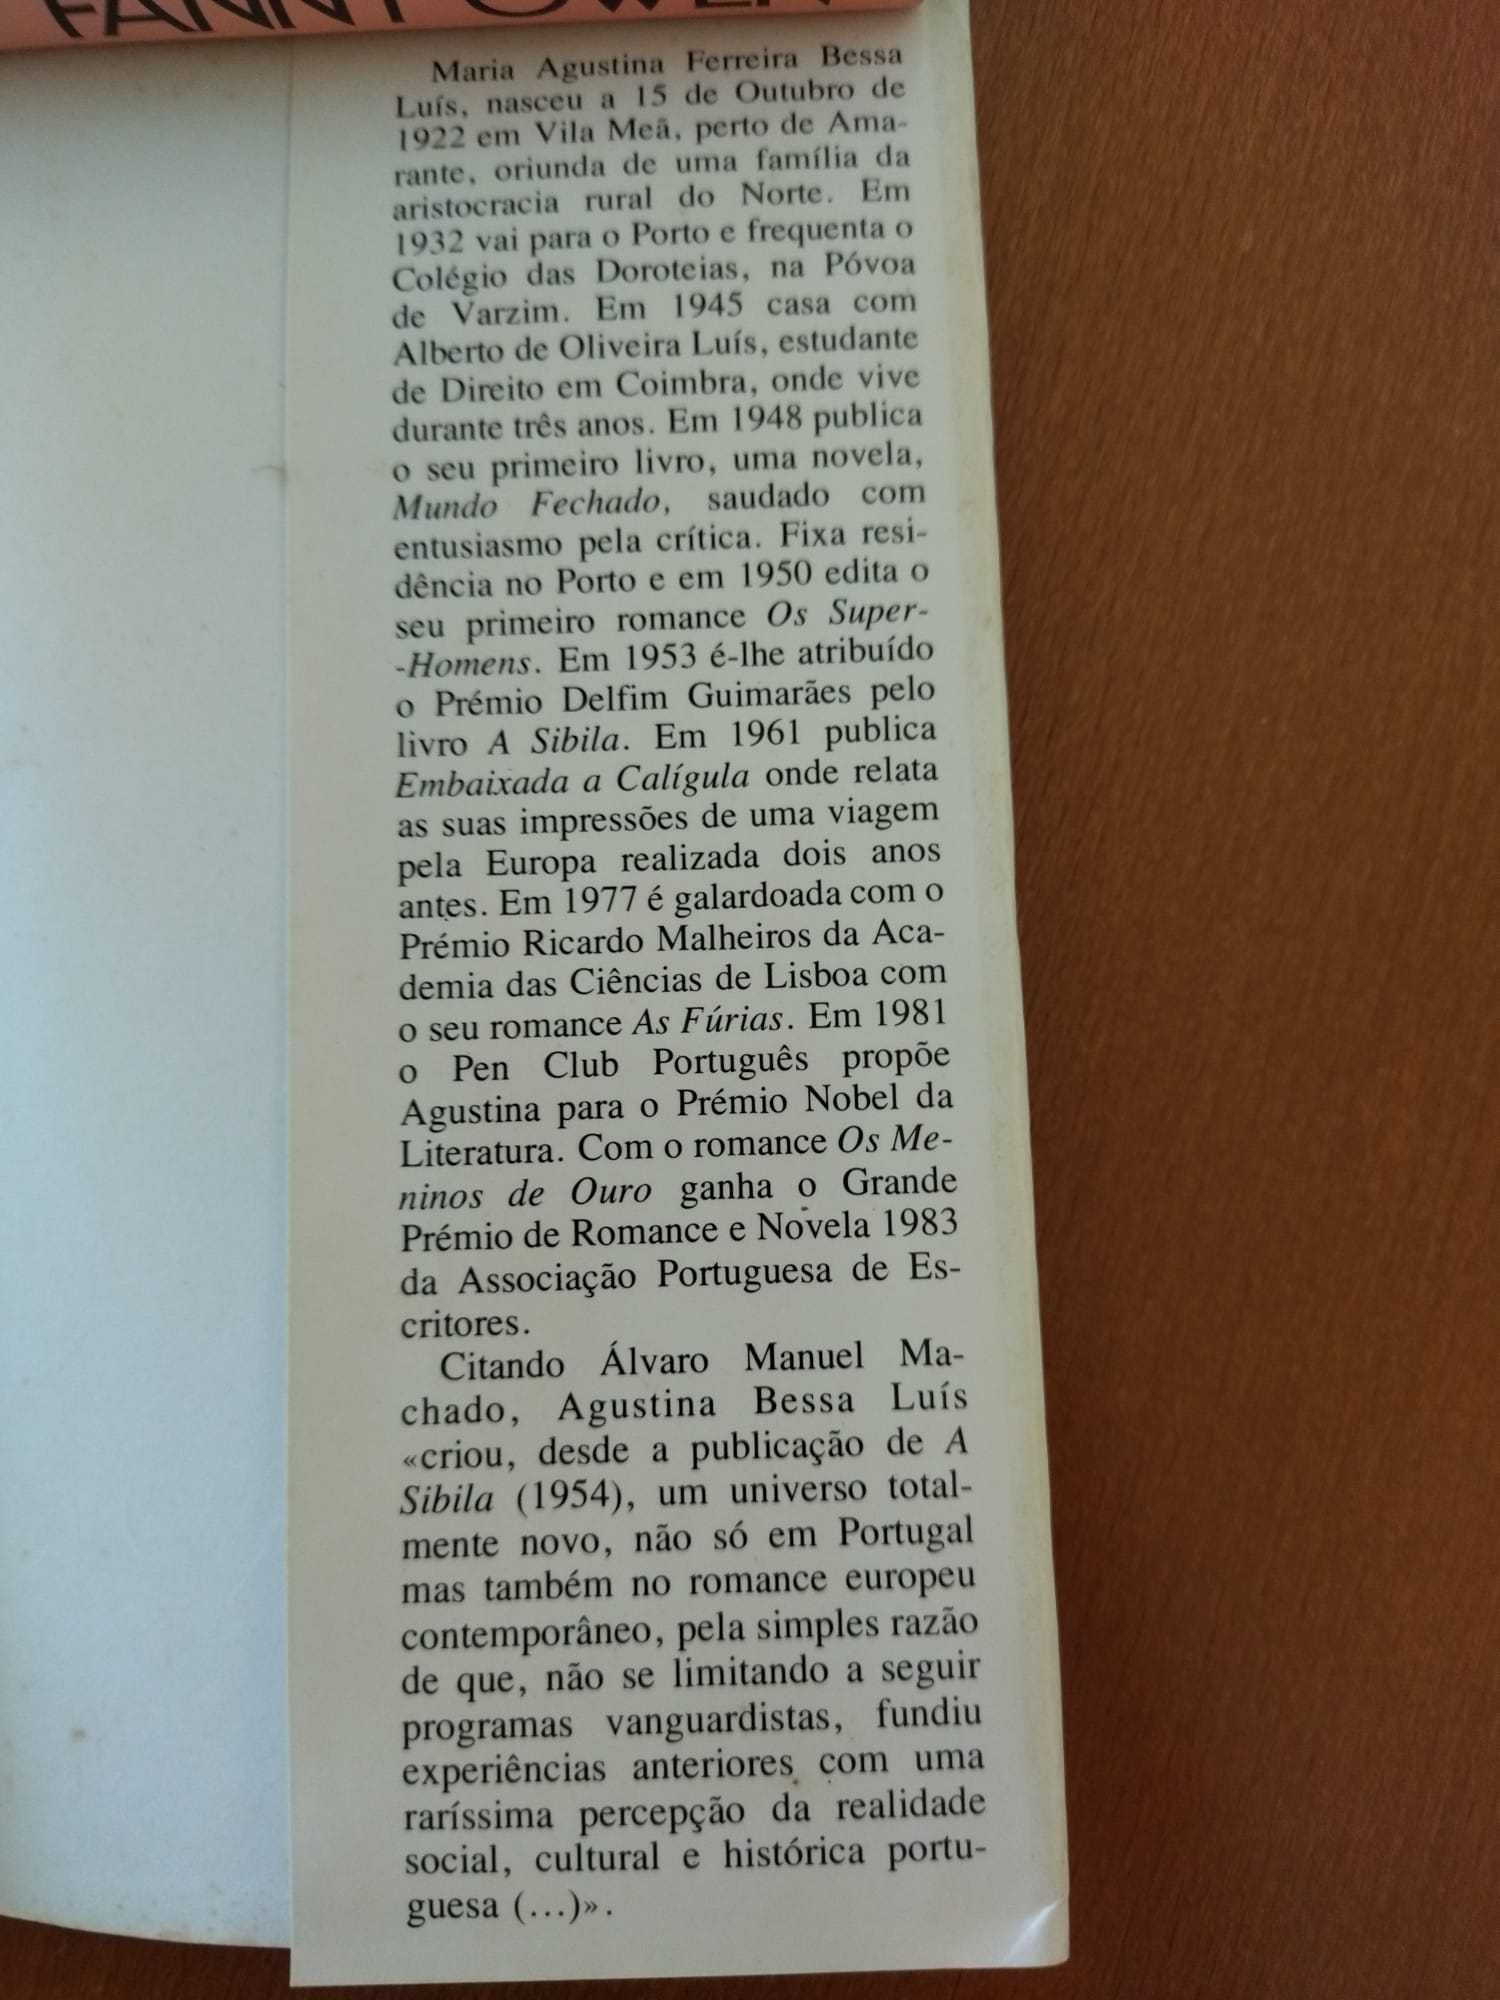 FANNY OWEN
Maria Agustina Ferreira Bessa
Luís, nasceu a 15 de Outubro de
1922 em Vila Meã, perto de Ama-
rante, oriunda de uma família da
aristocracia rural do Norte. Em
1932 vai para o Porto e frequenta o
Colégio das Doroteias, na Póvoa
de Varzim. Em 1945 casa com
Alberto de Oliveira Luís, estudante
de Direito em Coimbra, onde vive
durante três anos. Em 1948 publica
o seu primeiro livro, uma novela,
Mundo Fechado, saudado com
entusiasmo pela crítica. Fixa resi-
dência no Porto e em 1950 edita o
seu primeiro romance Os Super-
-Homens. Em 1953 é-lhe atribuído
o Prémio Delfim Guimarães pelo
livro A Sibila. Em 1961 publica
Embaixada a Calígula onde relata
as suas impressões de uma viagem
pela Europa realizada dois anos
antes. Em 1977 é galardoada com o
Prémio Ricardo Malheiros da Aca-
demia das Ciências de Lisboa com
o seu romance As Fúrias. Em 1981
o Pen Club Português propõe
Agustina para o Prémio Nobel da
Literatura. Com o romance Os Me-
ninos de Ouro ganha o Grande
Prémio de Romance e Novela 1983
da Associação Portuguesa de Es-
critores.
Citando Álvaro Manuel Ma-
chado, Agustina Bessa Luís
«criou, desde a publicação de A
Sibila (1954), um universo total-
mente novo, não só em Portugal
mas também no romance europeu
contemporâneo, pela simples razão
de que, não se limitando a seguir
programas vanguardistas, fundiu
experiências anteriores com uma
raríssima percepção da realidade
social, cultural e histórica portu-
guesa (...)».